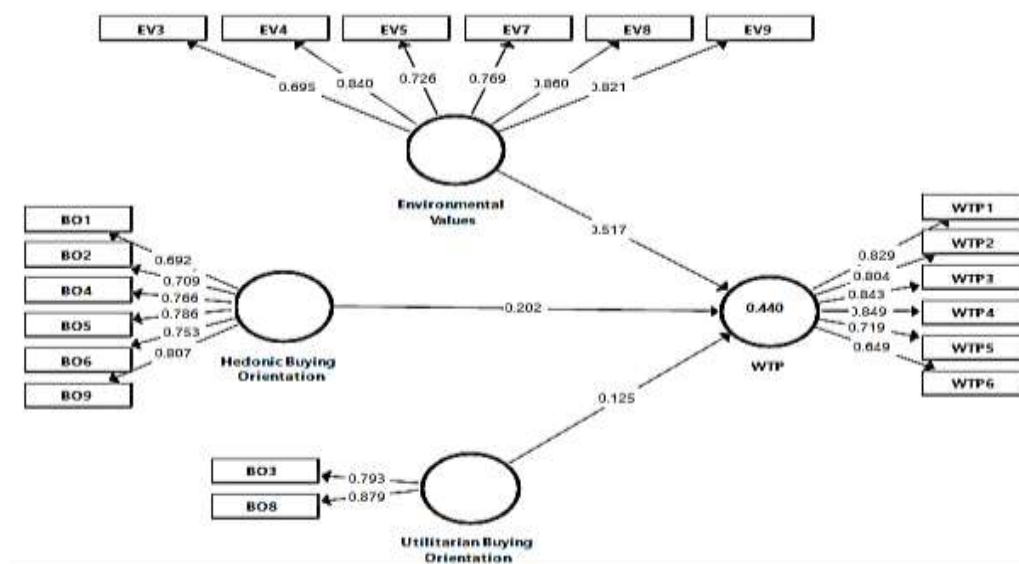 EV3 EV4 EV5 EV7 EV8 EV9
0.695 0.840 0.726 0.769 0.860 0.821
Environmental
Values
0.517
BO1
BO2
BO4
BO5
BO6
BO9
0.692
0.709
0.766
0.786
0.753
0.807
Hedonic Buying
Orientation
0.202
0.440
WTP
0.829
0.804
0.843
0.849
0.719
0.649
WTP1
WTP2
WTP3
WTP4
WTP5
WTP6
0.125
BO3
BO8
0.793
0.879
Utilitarian Buying
Orientation